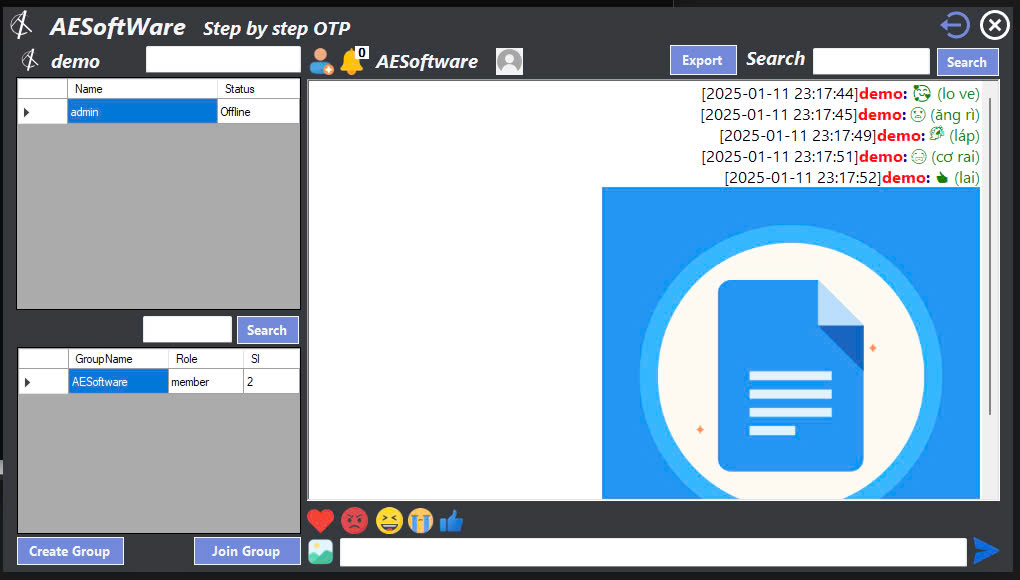 AESoftWare Step by step OTP
demo
0
AESoftware
Export
Search
Search
Name Status
admin Offline
[2025-01-11 23:17:44]demo: 🥰 (lo ve)
[2025-01-11 23:17:45]demo: 😠 (ăng rì)
[2025-01-11 23:17:49]demo: 🤣 (láp)
[2025-01-11 23:17:51]demo: 😢 (cơ rai)
[2025-01-11 23:17:52]demo: 👍 (lai)
Search
GroupName Role Sl
AESoftware member 2
Create Group
Join Group